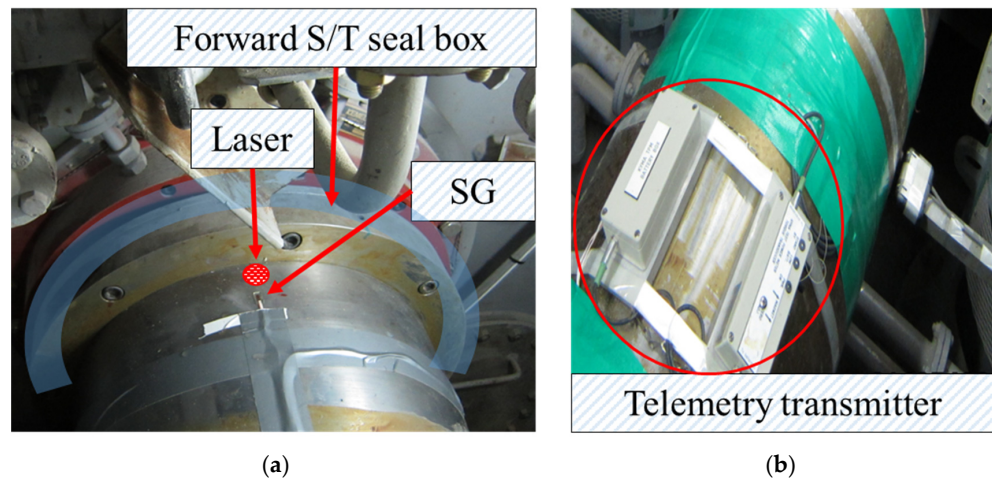 Forward S/T seal box
Laser
SG
Telemetry transmitter
(a)
(b)